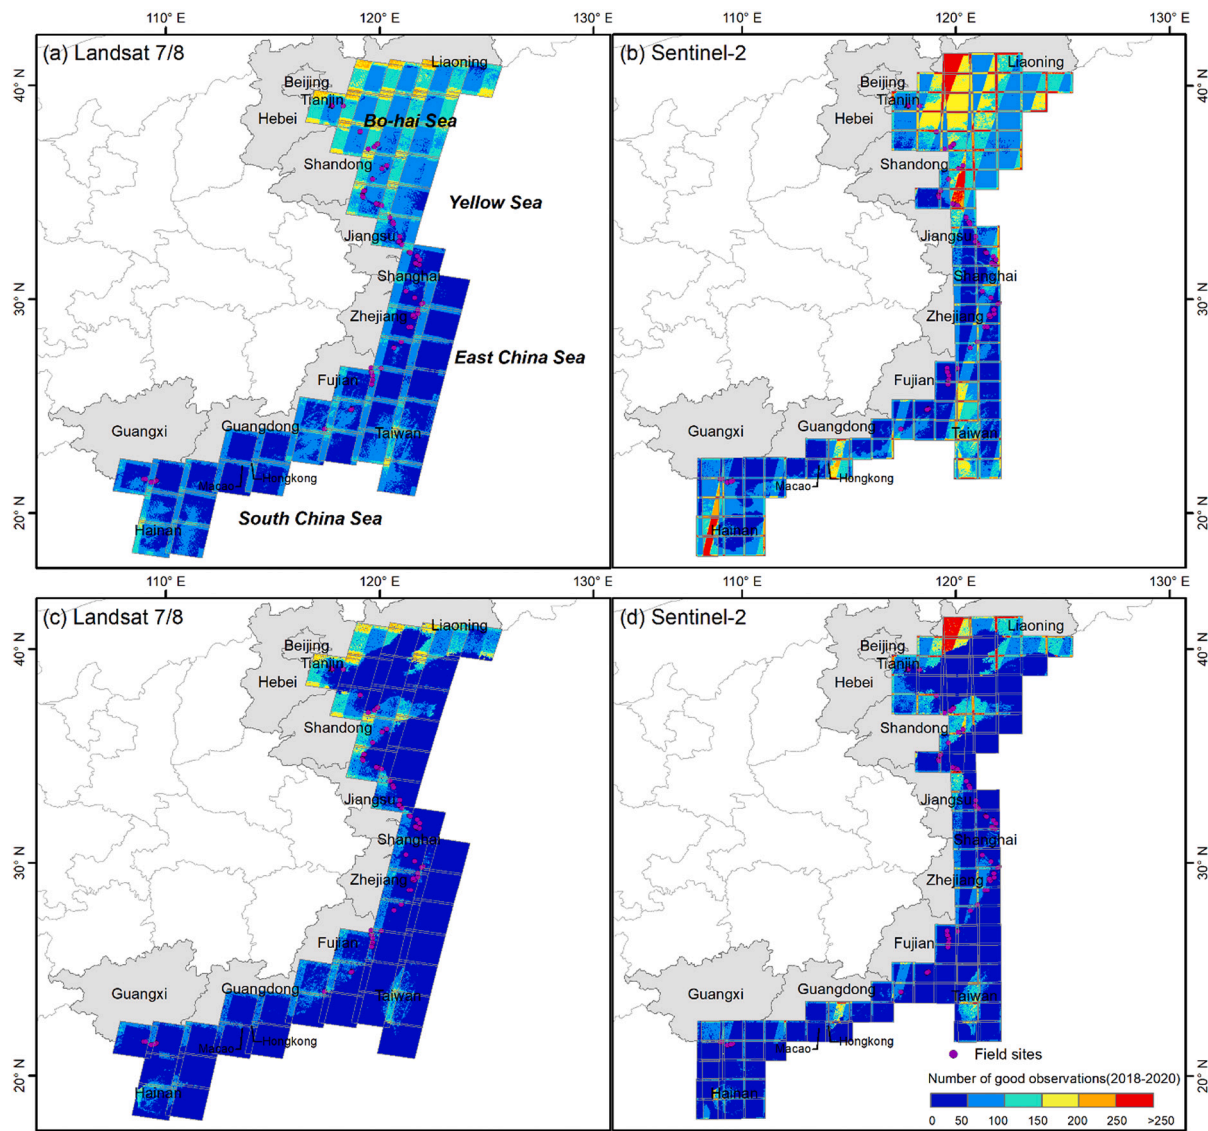 110° E 120° E 130° E 110° E 120° E 130° E
(a) Landsat 7/8
Liaoning
Beijing
Tianjin
Hebei
Bo-hai Sea
Shandong
Yellow Sea
Jiangsu
Shanghai
Zhejiang
East China Sea
Fujian
Guangxi
Guangdong
Taiwan
Macao
Hongkong
Hainan
South China Sea
40° N
30° N
20° N
(b) Sentinel-2
Liaoning
Beijing
Tianjin
Hebei
Shandong
Jiangsu
Shanghai
Zhejiang
Fujian
Guangxi
Guangdong
Taiwan
Macao
Hongkong
Hainan
40° N
30° N
20° N
110° E 120° E 130° E 110° E 120° E 130° E
(c) Landsat 7/8
Liaoning
Beijing
Tianjin
Hebei
Shandong
Jiangsu
Shanghai
Zhejiang
Fujian
Guangxi
Guangdong
Taiwan
Macao
Hongkong
Hainan
40° N
30° N
20° N
(d) Sentinel-2
Liaoning
Beijing
Tianjin
Hebei
Shandong
Jiangsu
Shanghai
Zhejiang
Fujian
Guangxi
Guangdong
Taiwan
Macao
Hongkong
Hainan
40° N
30° N
20° N
Field sites
Number of good observations(2018-2020)
0 50 100 150 200 250 >250